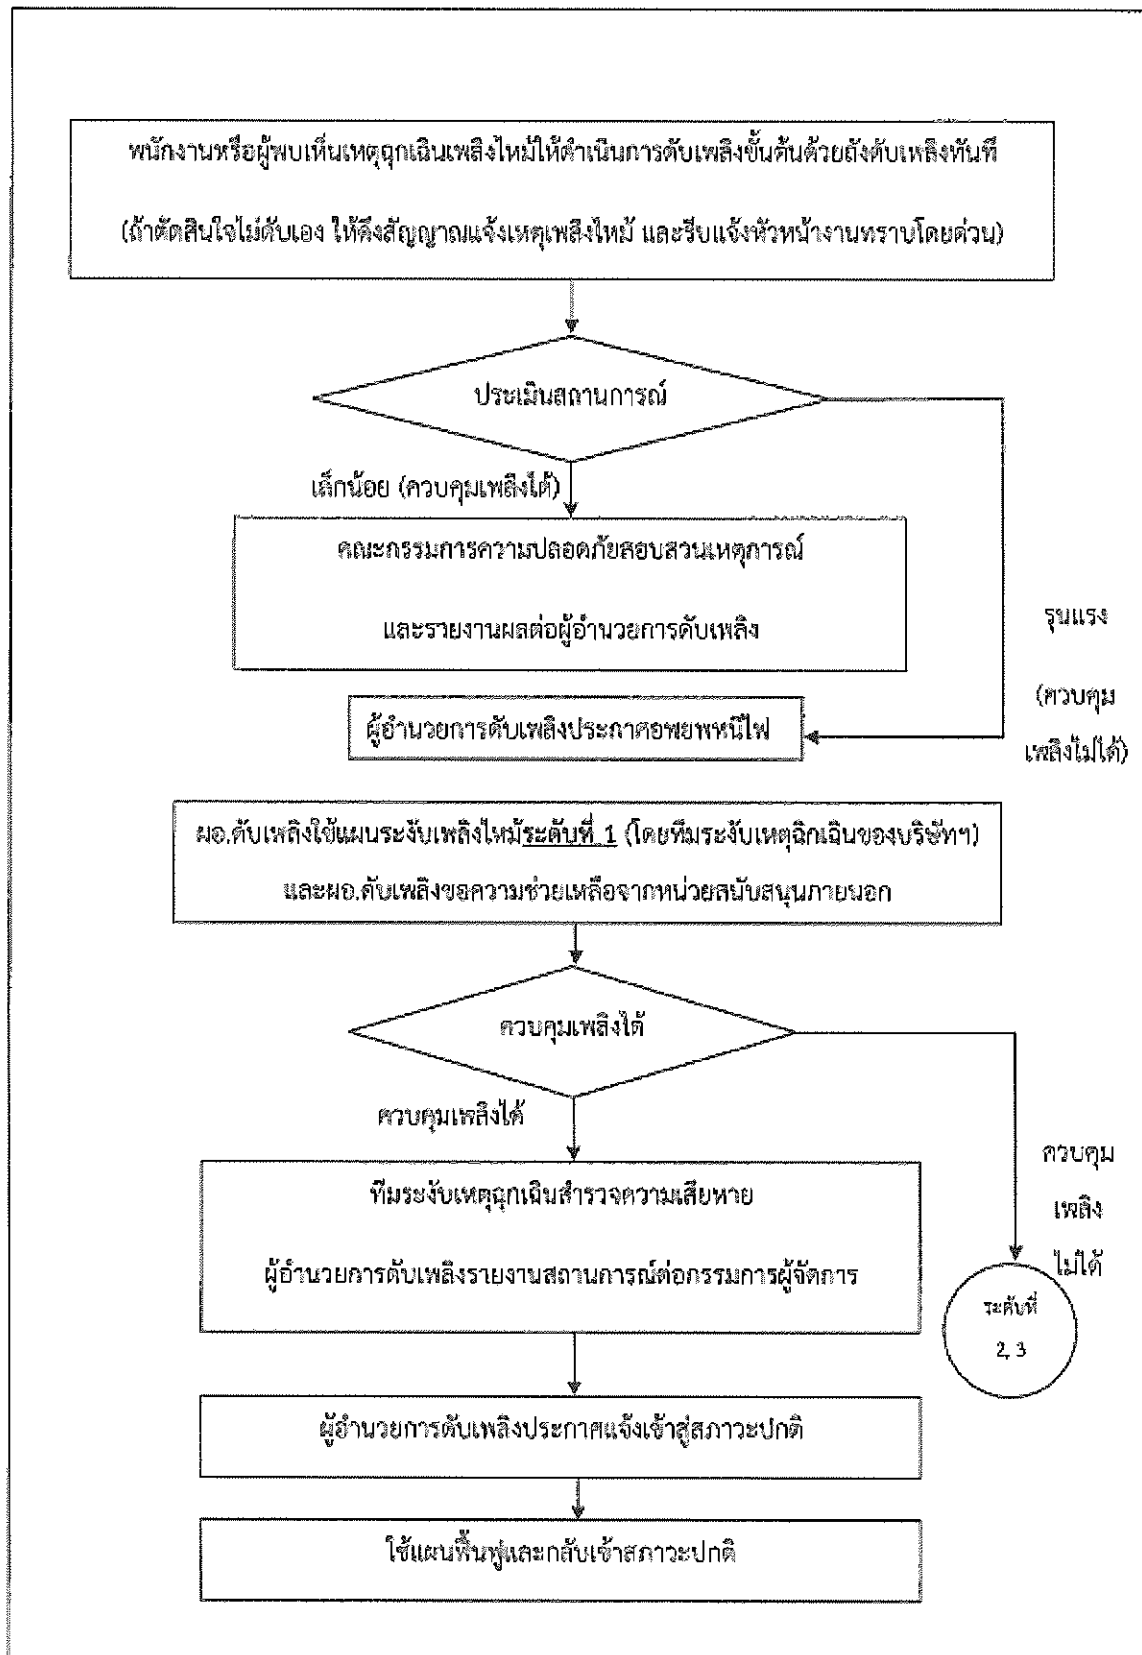 พนักงานหรือผู้พบเห็นเหตุฉุกเฉินเพลิงไหม้ให้ดำเนินการดับเพลิงขั้นต้นด้วยถังดับเพลิงทันที
(ถ้าตัดสินใจไม่ดับเอง ให้ดึงสัญญาณแจ้งเหตุเพลิงไหม้ และรีบแจ้งหัวหน้างานทราบโดยด่วน)
ประเมินสถานการณ์
เล็กน้อย (ควบคุมเพลิงได้)
คณะกรรมการความปลอดภัยสอบสวนเหตุการณ์
และรายงานผลต่อผู้อำนวยการดับเพลิง
รุนแรง
(ควบคุม
เพลิงไม่ได้)
ผู้อำนวยการดับเพลิงประกาศอพยพหนีไฟ
ผอ.ดับเพลิงใช้แผนระงับเพลิงไหม้ระดับที่ 1 (โดยทีมระงับเหตุฉุกเฉินของบริษัทฯ)
และผอ.ดับเพลิงขอความช่วยเหลือจากหน่วยสนับสนุนภายนอก
ควบคุมเพลิงได้
ควบคุมเพลิงได้
ควบคุม
เพลิง
ไม่ได้
ทีมระงับเหตุฉุกเฉินสำรวจความเสียหาย
ผู้อำนวยการดับเพลิงรายงานสถานการณ์ต่อกรรมการผู้จัดการ
ระดับที่
2, 3
ผู้อำนวยการดับเพลิงประกาศแจ้งเข้าสู่สภาวะปกติ
ใช้แผนฟื้นฟูและกลับเข้าสภาวะปกติ